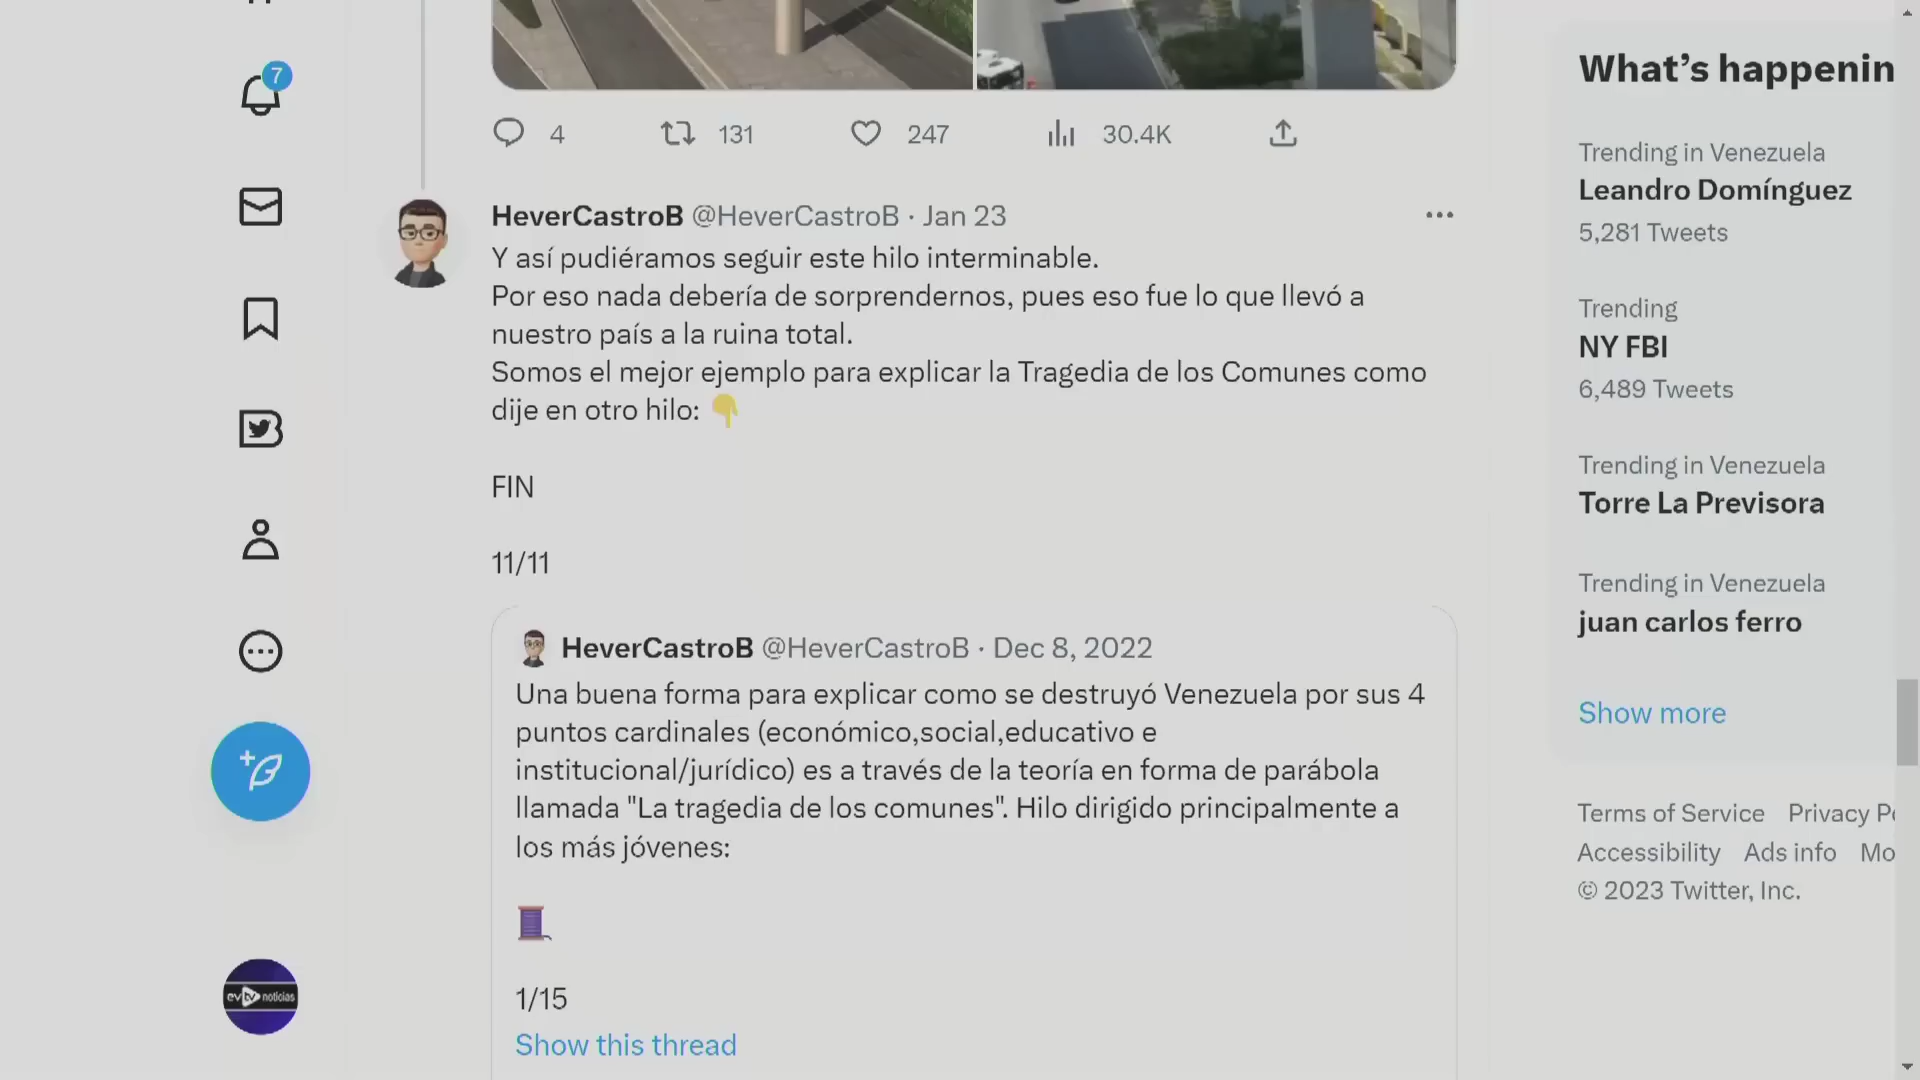 7
4 131 247 30.4K
HeverCastroB @HeverCastroB · Jan 23
Y así pudiéramos seguir este hilo interminable.
Por eso nada debería de sorprendernos, pues eso fue lo que llevó a
nuestro país a la ruina total.
Somos el mejor ejemplo para explicar la Tragedia de los Comunes como
dije en otro hilo: 👇
FIN
11/11
HeverCastroB @HeverCastroB · Dec 8, 2022
Una buena forma para explicar como se destruyó Venezuela por sus 4
puntos cardinales (económico,social,educativo e
institucional/jurídico) es a través de la teoría en forma de parábola
llamada "La tragedia de los comunes". Hilo dirigido principalmente a
los más jóvenes:
🧵
1/15
Show this thread
evtv noticias
What's happenin
Trending in Venezuela
Leandro Domínguez
5,281 Tweets
Trending
NY FBI
6,489 Tweets
Trending in Venezuela
Torre La Previsora
Trending in Venezuela
juan carlos ferro
Show more
Terms of Service Privacy Po
Accessibility Ads info Mo
© 2023 Twitter, Inc.